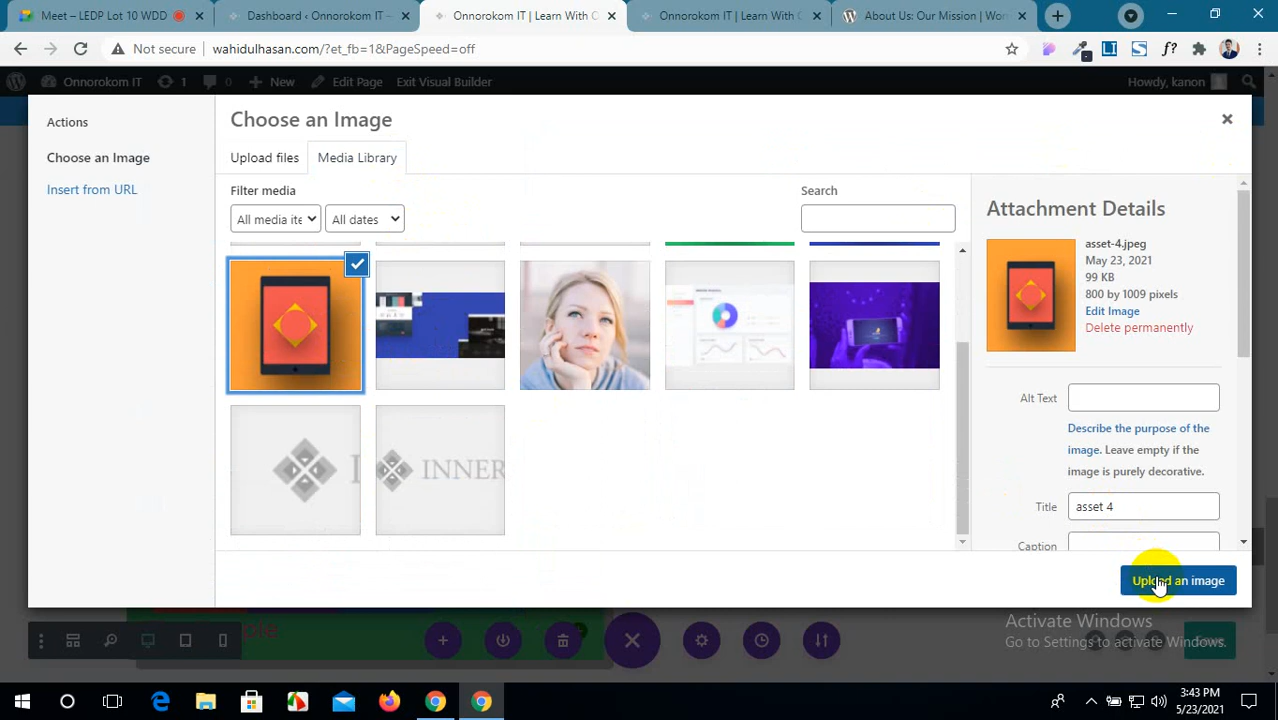 Meet – LEDP Lot 10 WDD
Dashboard ‹ Onnorokom IT –
Onnorokom IT | Learn With
Onnorokom IT | Learn With
About Us: Our Mission | Wor
Not secure
wahidulhasan.com/?et_fb=1&PageSpeed=off
Onnorokom IT
1
New
Edit Page
Exit Visual Builder
Howdy, kanon
Actions
Choose an Image
Insert from URL
Choose an Image
Upload files
Media Library
Filter media
All media ite
All dates
Search
INNER
INNER
Attachment Details
asset-4.jpeg
May 23, 2021
99 KB
800 by 1009 pixels
Edit Image
Delete permanently
Alt Text
Describe the purpose of the
image. Leave empty if the
image is purely decorative.
Title
asset 4
Caption
Upload an image
Activate Windows
Go to Settings to activate Windows.
Save
3:43 PM
5/23/2021